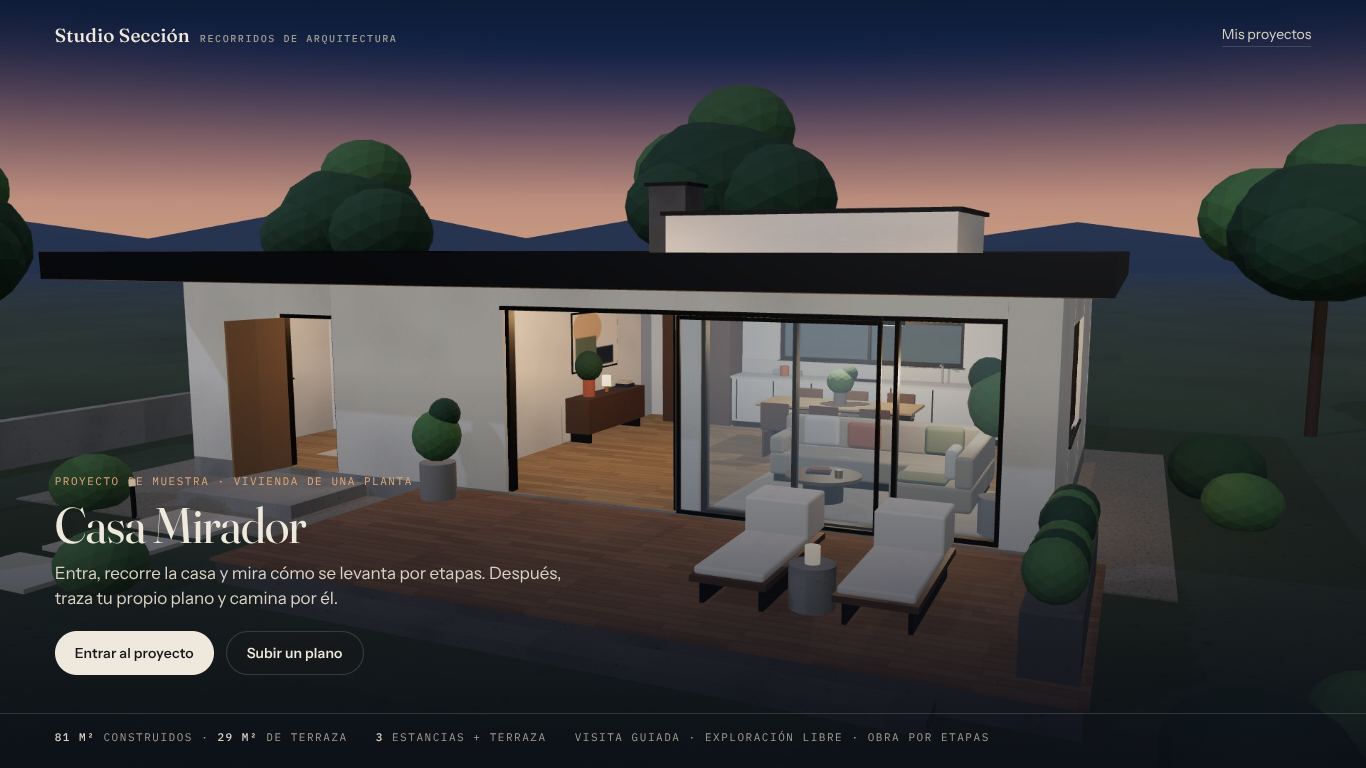 Studio Sección RECORRIDOS DE ARQUITECTURA
Mis proyectos
PROYECTO DE MUESTRA · VIVIENDA DE UNA PLANTA
Casa Mirador
Entra, recorre la casa y mira cómo se levanta por etapas. Después,
traza tu propio plano y camina por él.
Entrar al proyecto
Subir un plano
81 M² CONSTRUIDOS · 29 M² DE TERRAZA 3 ESTANCIAS + TERRAZA VISITA GUIADA · EXPLORACIÓN LIBRE · OBRA POR ETAPAS